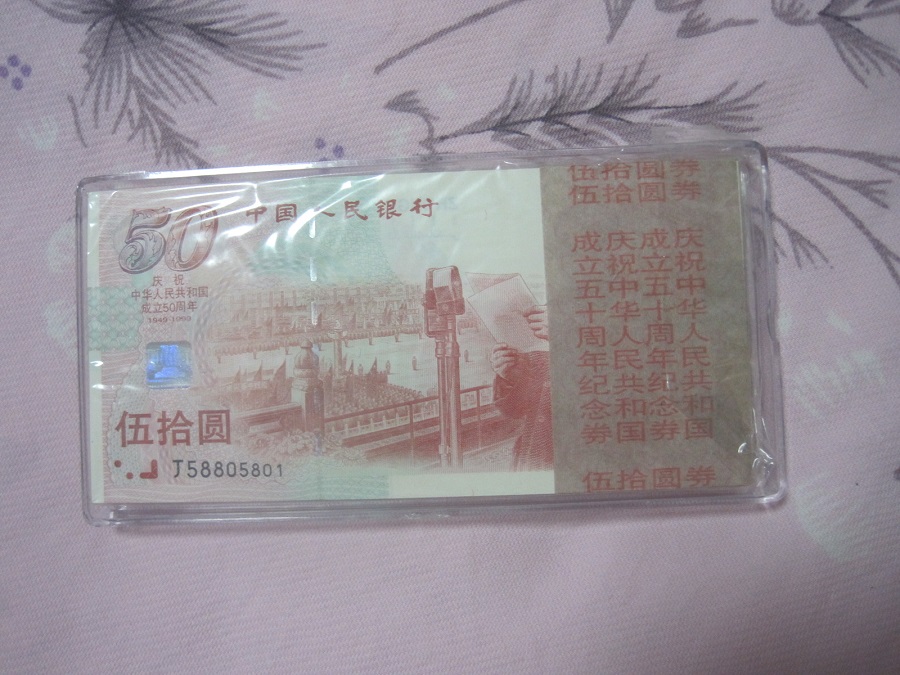 50
中国人民银行
庆祝
中华人民共和国
成立50周年
1949-1999
伍拾圆
J58805801
伍拾圆券
伍拾圆券
庆祝中华人民共和国
成立五十周年纪念券
庆祝中华人民共和国
成立五十周年纪念券
伍拾圆券